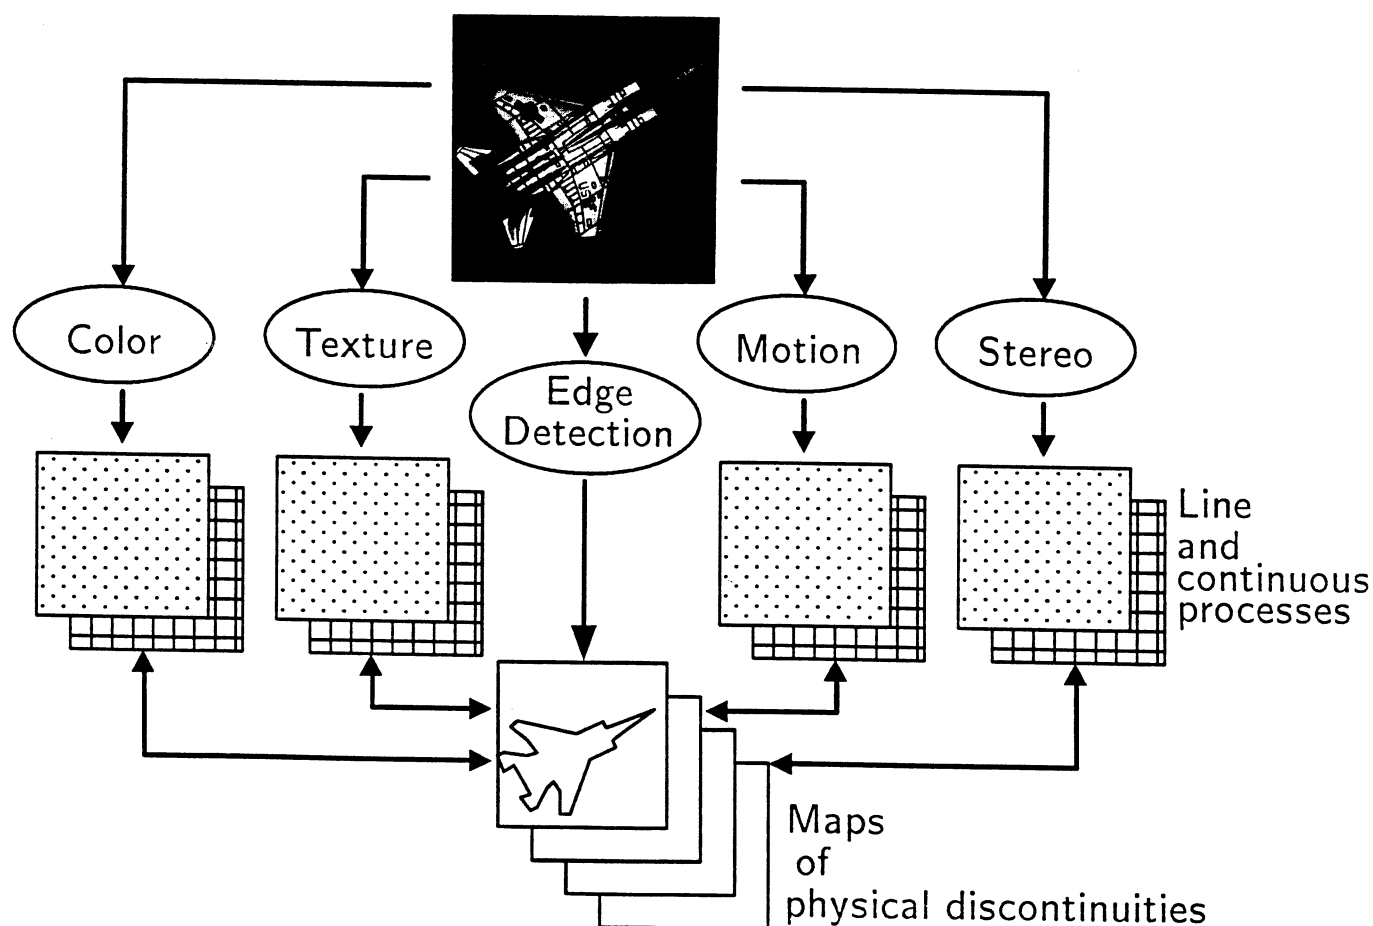 Color
Texture
Edge
Detection
Motion
Stereo
Line
and
continuous
processes
Maps
of
physical discontinuities